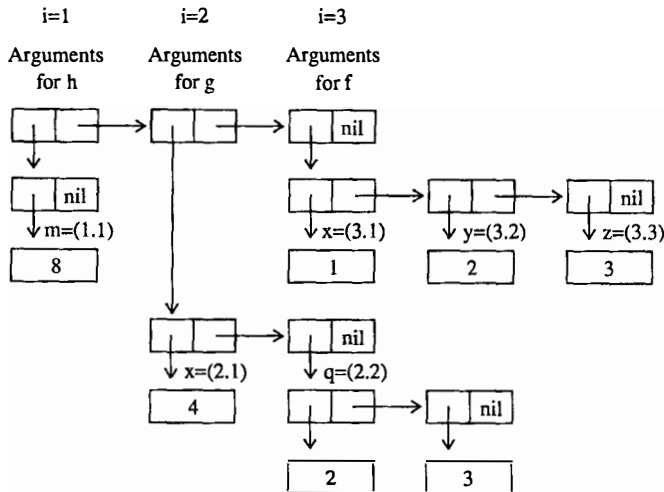 i=1 i=2 i=3
Arguments Arguments Arguments
for h for g for f
nil
nil nil
m=(1.1) x=(3.1) y=(3.2) z=(3.3)
8 1 2 3
nil
x=(2.1) q=(2.2)
4 nil
2 3